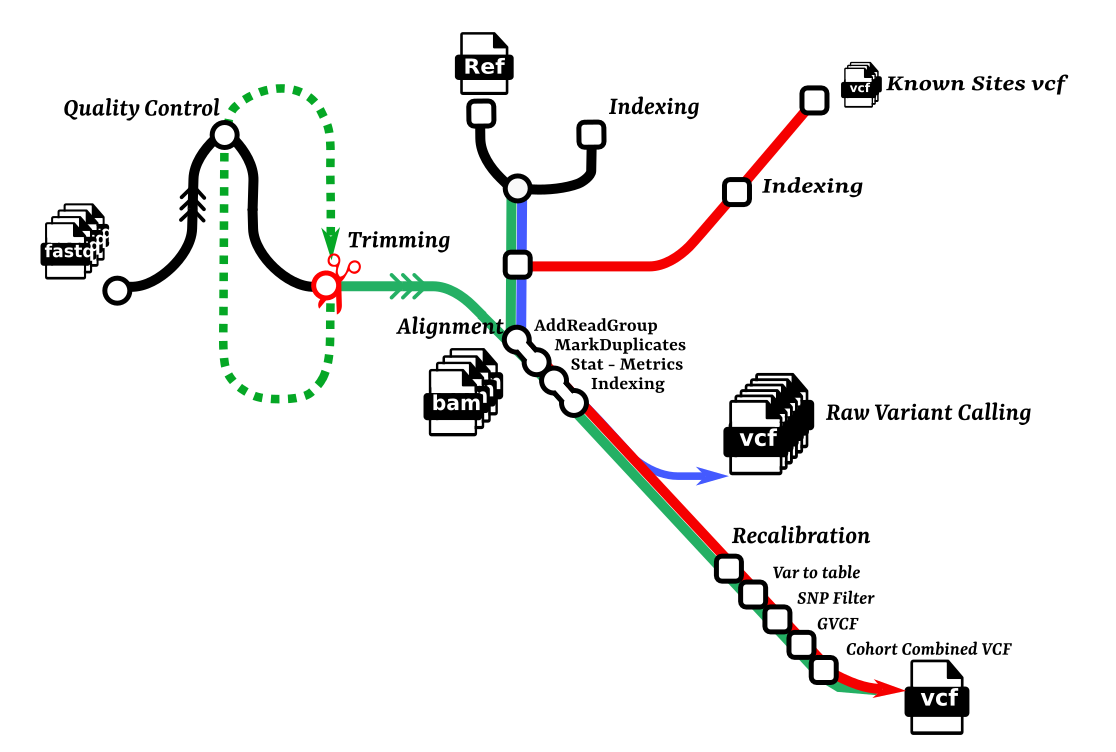 Ref
Known Sites vcf
vcf
Quality Control
Indexing
Indexing
fastq
Trimming
Alignment
AddReadGroup
MarkDuplicates
Stat - Metrics
Indexing
bam
vcf
Raw Variant Calling
Recalibration
Var to table
SNP Filter
GVCF
Cohort Combined VCF
vcf